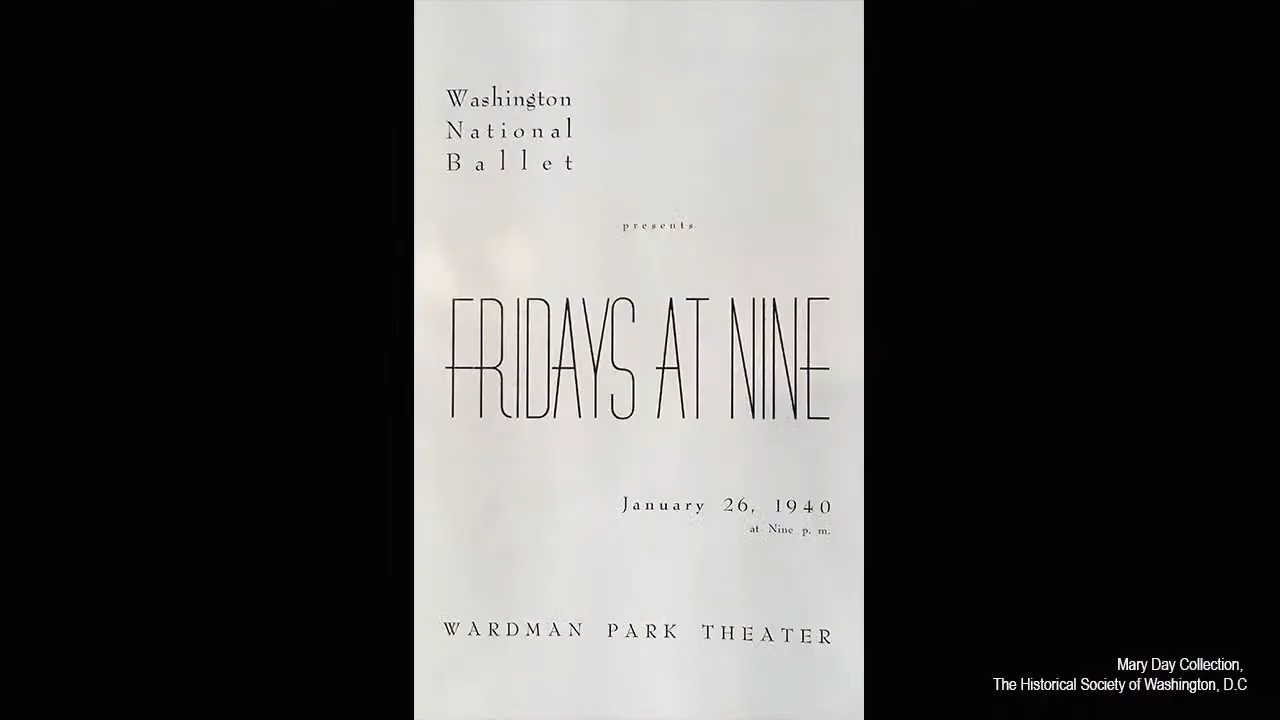 Washington
National
Ballet
presents
FRIDAYS AT NINE
January 26, 1940
at Nine p. m.
WARDMAN PARK THEATER
Mary Day Collection,
The Historical Society of Washington, D.C